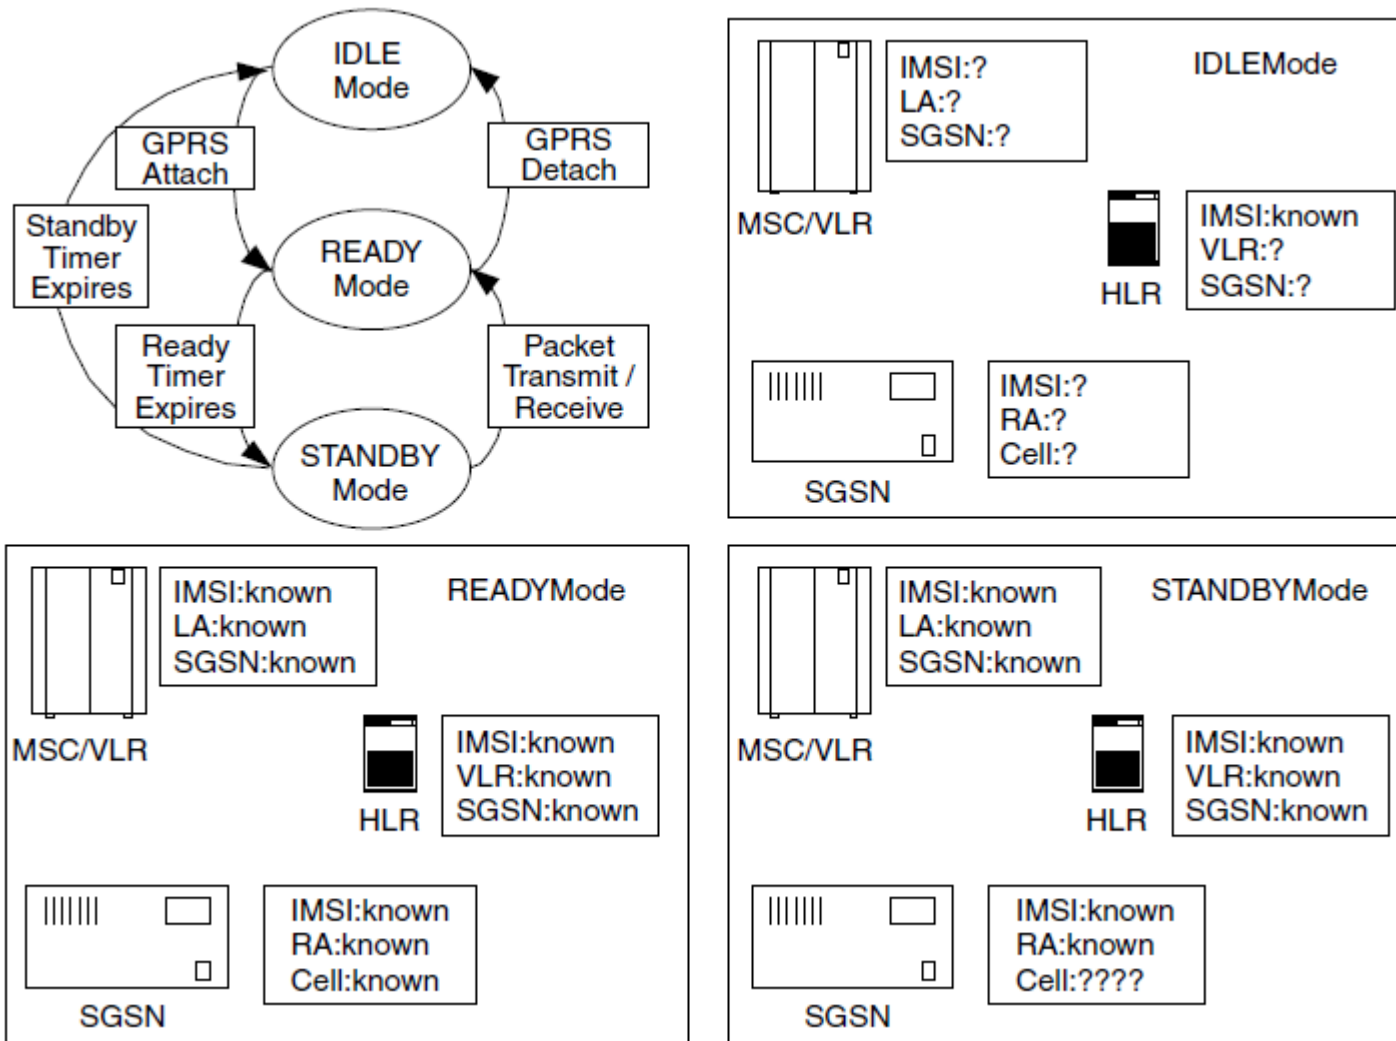 IDLE
Mode
GPRS
Attach
GPRS
Detach
Standby
Timer
Expires
READY
Mode
Ready
Timer
Expires
Packet
Transmit /
Receive
STANDBY
Mode
IDLEMode
IMSI:?
LA:?
SGSN:?
MSC/VLR
IMSI:known
VLR:?
SGSN:?
HLR
IMSI:?
RA:?
Cell:?
SGSN
READYMode
IMSI:known
LA:known
SGSN:known
MSC/VLR
IMSI:known
VLR:known
SGSN:known
HLR
IMSI:known
RA:known
Cell:known
SGSN
STANDBYMode
IMSI:known
LA:known
SGSN:known
MSC/VLR
IMSI:known
VLR:known
SGSN:known
HLR
IMSI:known
RA:known
Cell:????
SGSN